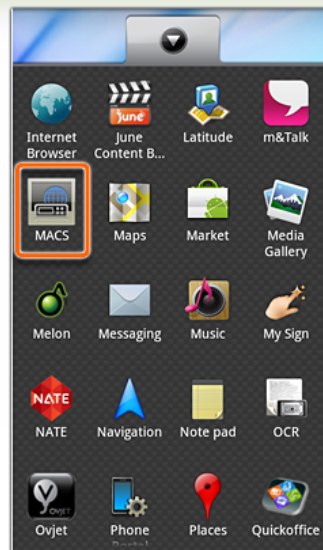 June
Internet
Browser
June
Content B...
Latitude
m&Talk
MACS
Maps
Market
Media
Gallery
Melon
Messaging
Music
My Sign
NATE
NATE
Navigation
Note pad
OCR
OVJET
Ovjet
Phone
Portal
Places
Quickoffice